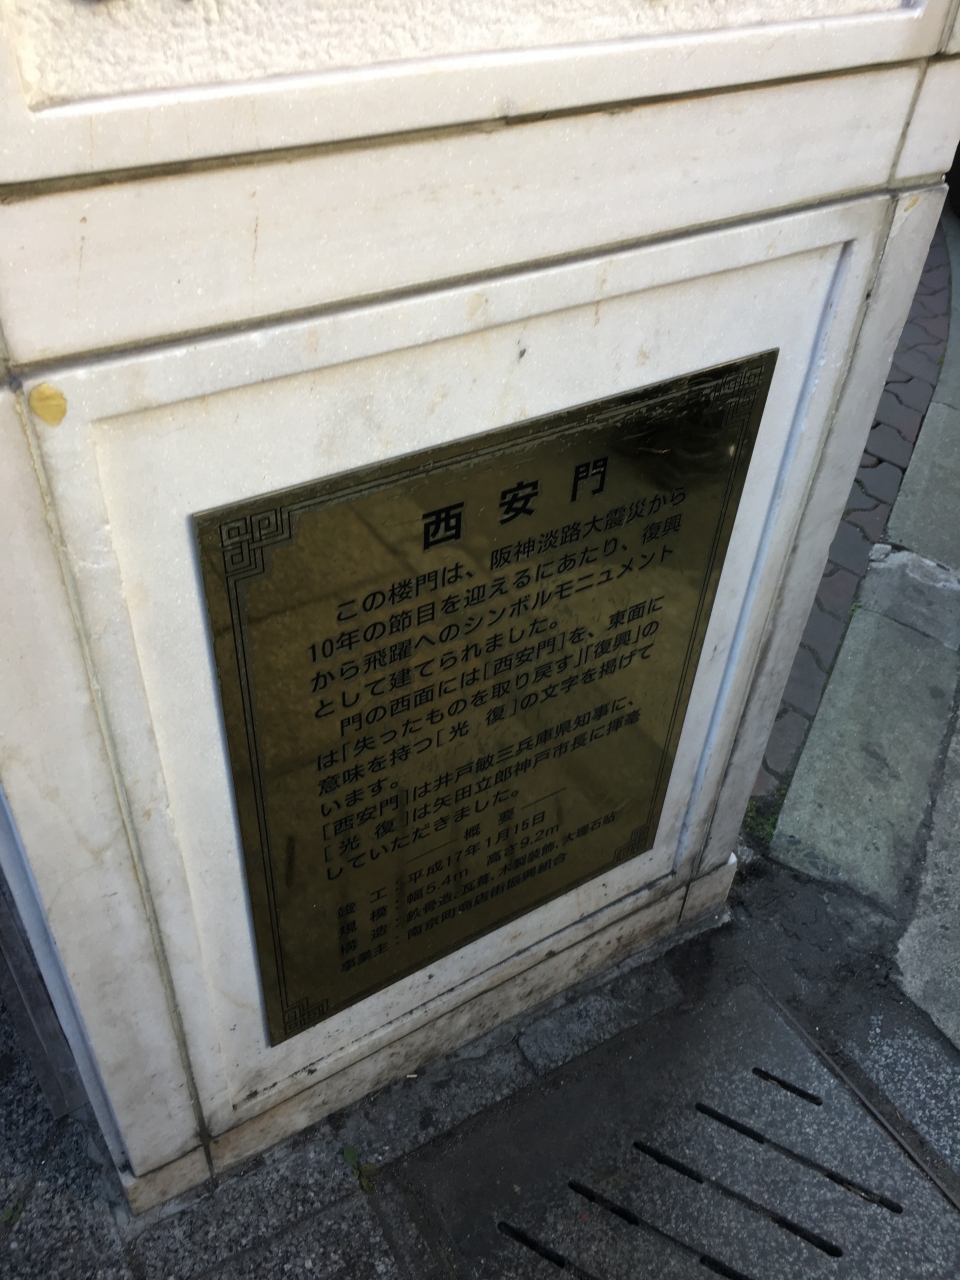 西安門
この楼門は、阪神淡路大震災から
10年の節目を迎えるにあたり、復興
から飛躍へのシンボルモニュメント
として建てられました。
門の西面には[西安門]を、東面に
は「失ったものを取り戻す」「復興」の
意味を持つ[光 復]の文字を掲げて
います。
[西安門]は井戸敏三兵庫県知事に、
[光 復]は矢田立郎神戸市長に揮毫
していただきました。
概 要
竣 工:平成17年1月15日
規 模:幅5.4m 高さ9.2m
構 造:鉄骨造、瓦葺、木製装飾、大理石貼
事業主:南京町商店街振興組合